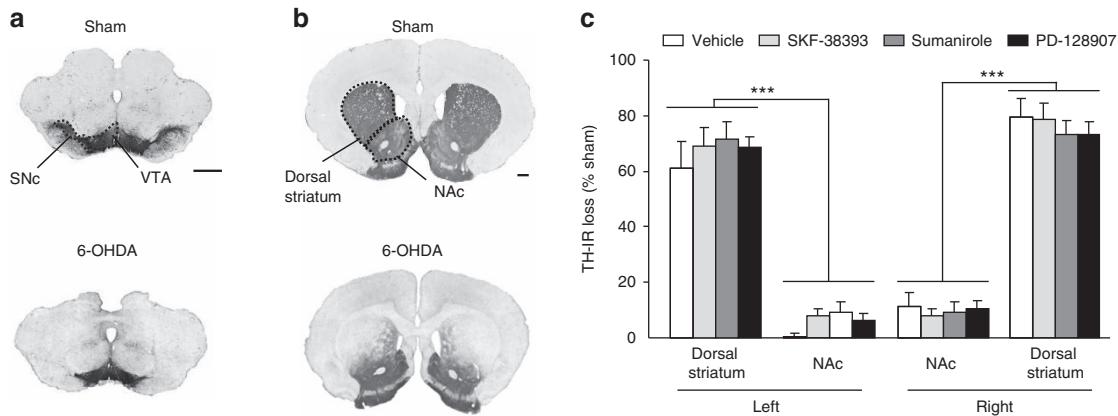 a
Sham
SNc
VTA
6-OHDA
b
Sham
Dorsal
striatum
NAc
6-OHDA
c
Vehicle SKF-38393 Sumanirole PD-128907
TH-IR loss (% sham)
100
80
60
40
20
0
***
***
Dorsal
striatum
NAc
NAc
Dorsal
striatum
Left
Right